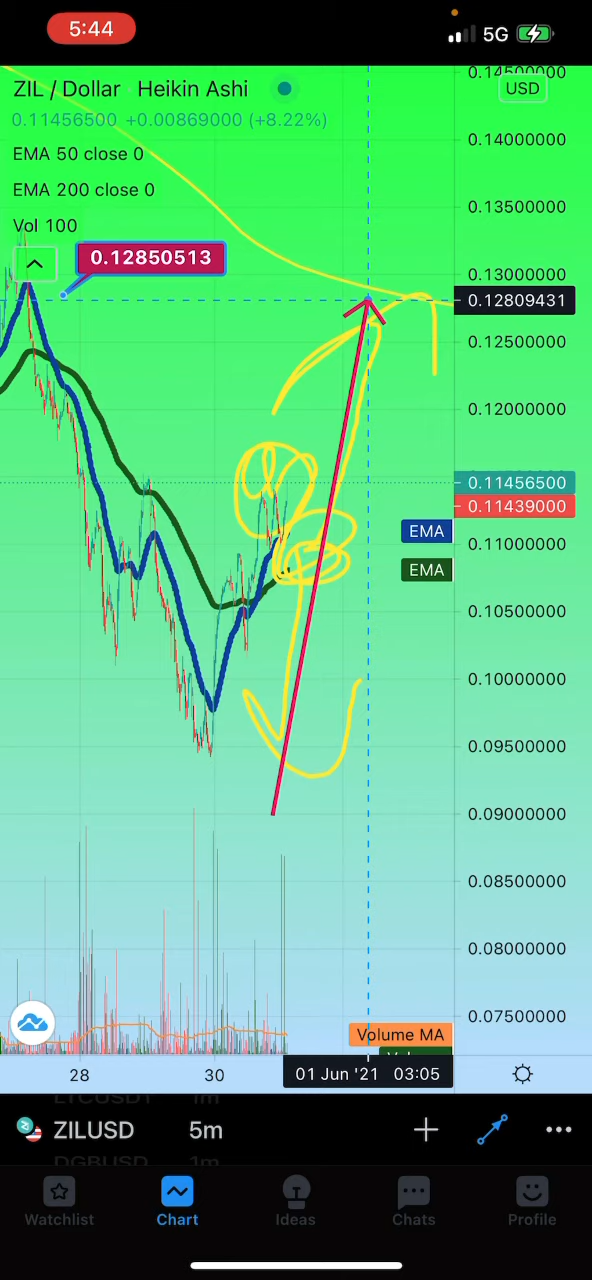 5:44
5G
ZIL / Dollar · Heikin Ashi
USD
0.11456500 +0.00869000 (+8.22%)
EMA 50 close 0
EMA 200 close 0
Vol 100
0.12850513
0.14500000
0.14000000
0.13500000
0.13000000
0.12809431
0.12500000
0.12000000
0.11456500
0.11439000
EMA
0.11000000
EMA
0.10500000
0.10000000
0.09500000
0.09000000
0.08500000
0.08000000
0.07500000
Volume MA
28
30
01 Jun '21 03:05
LTCUSDT 1m
ZILUSD 5m
DGBUSD 1m
Watchlist
Chart
Ideas
Chats
Profile